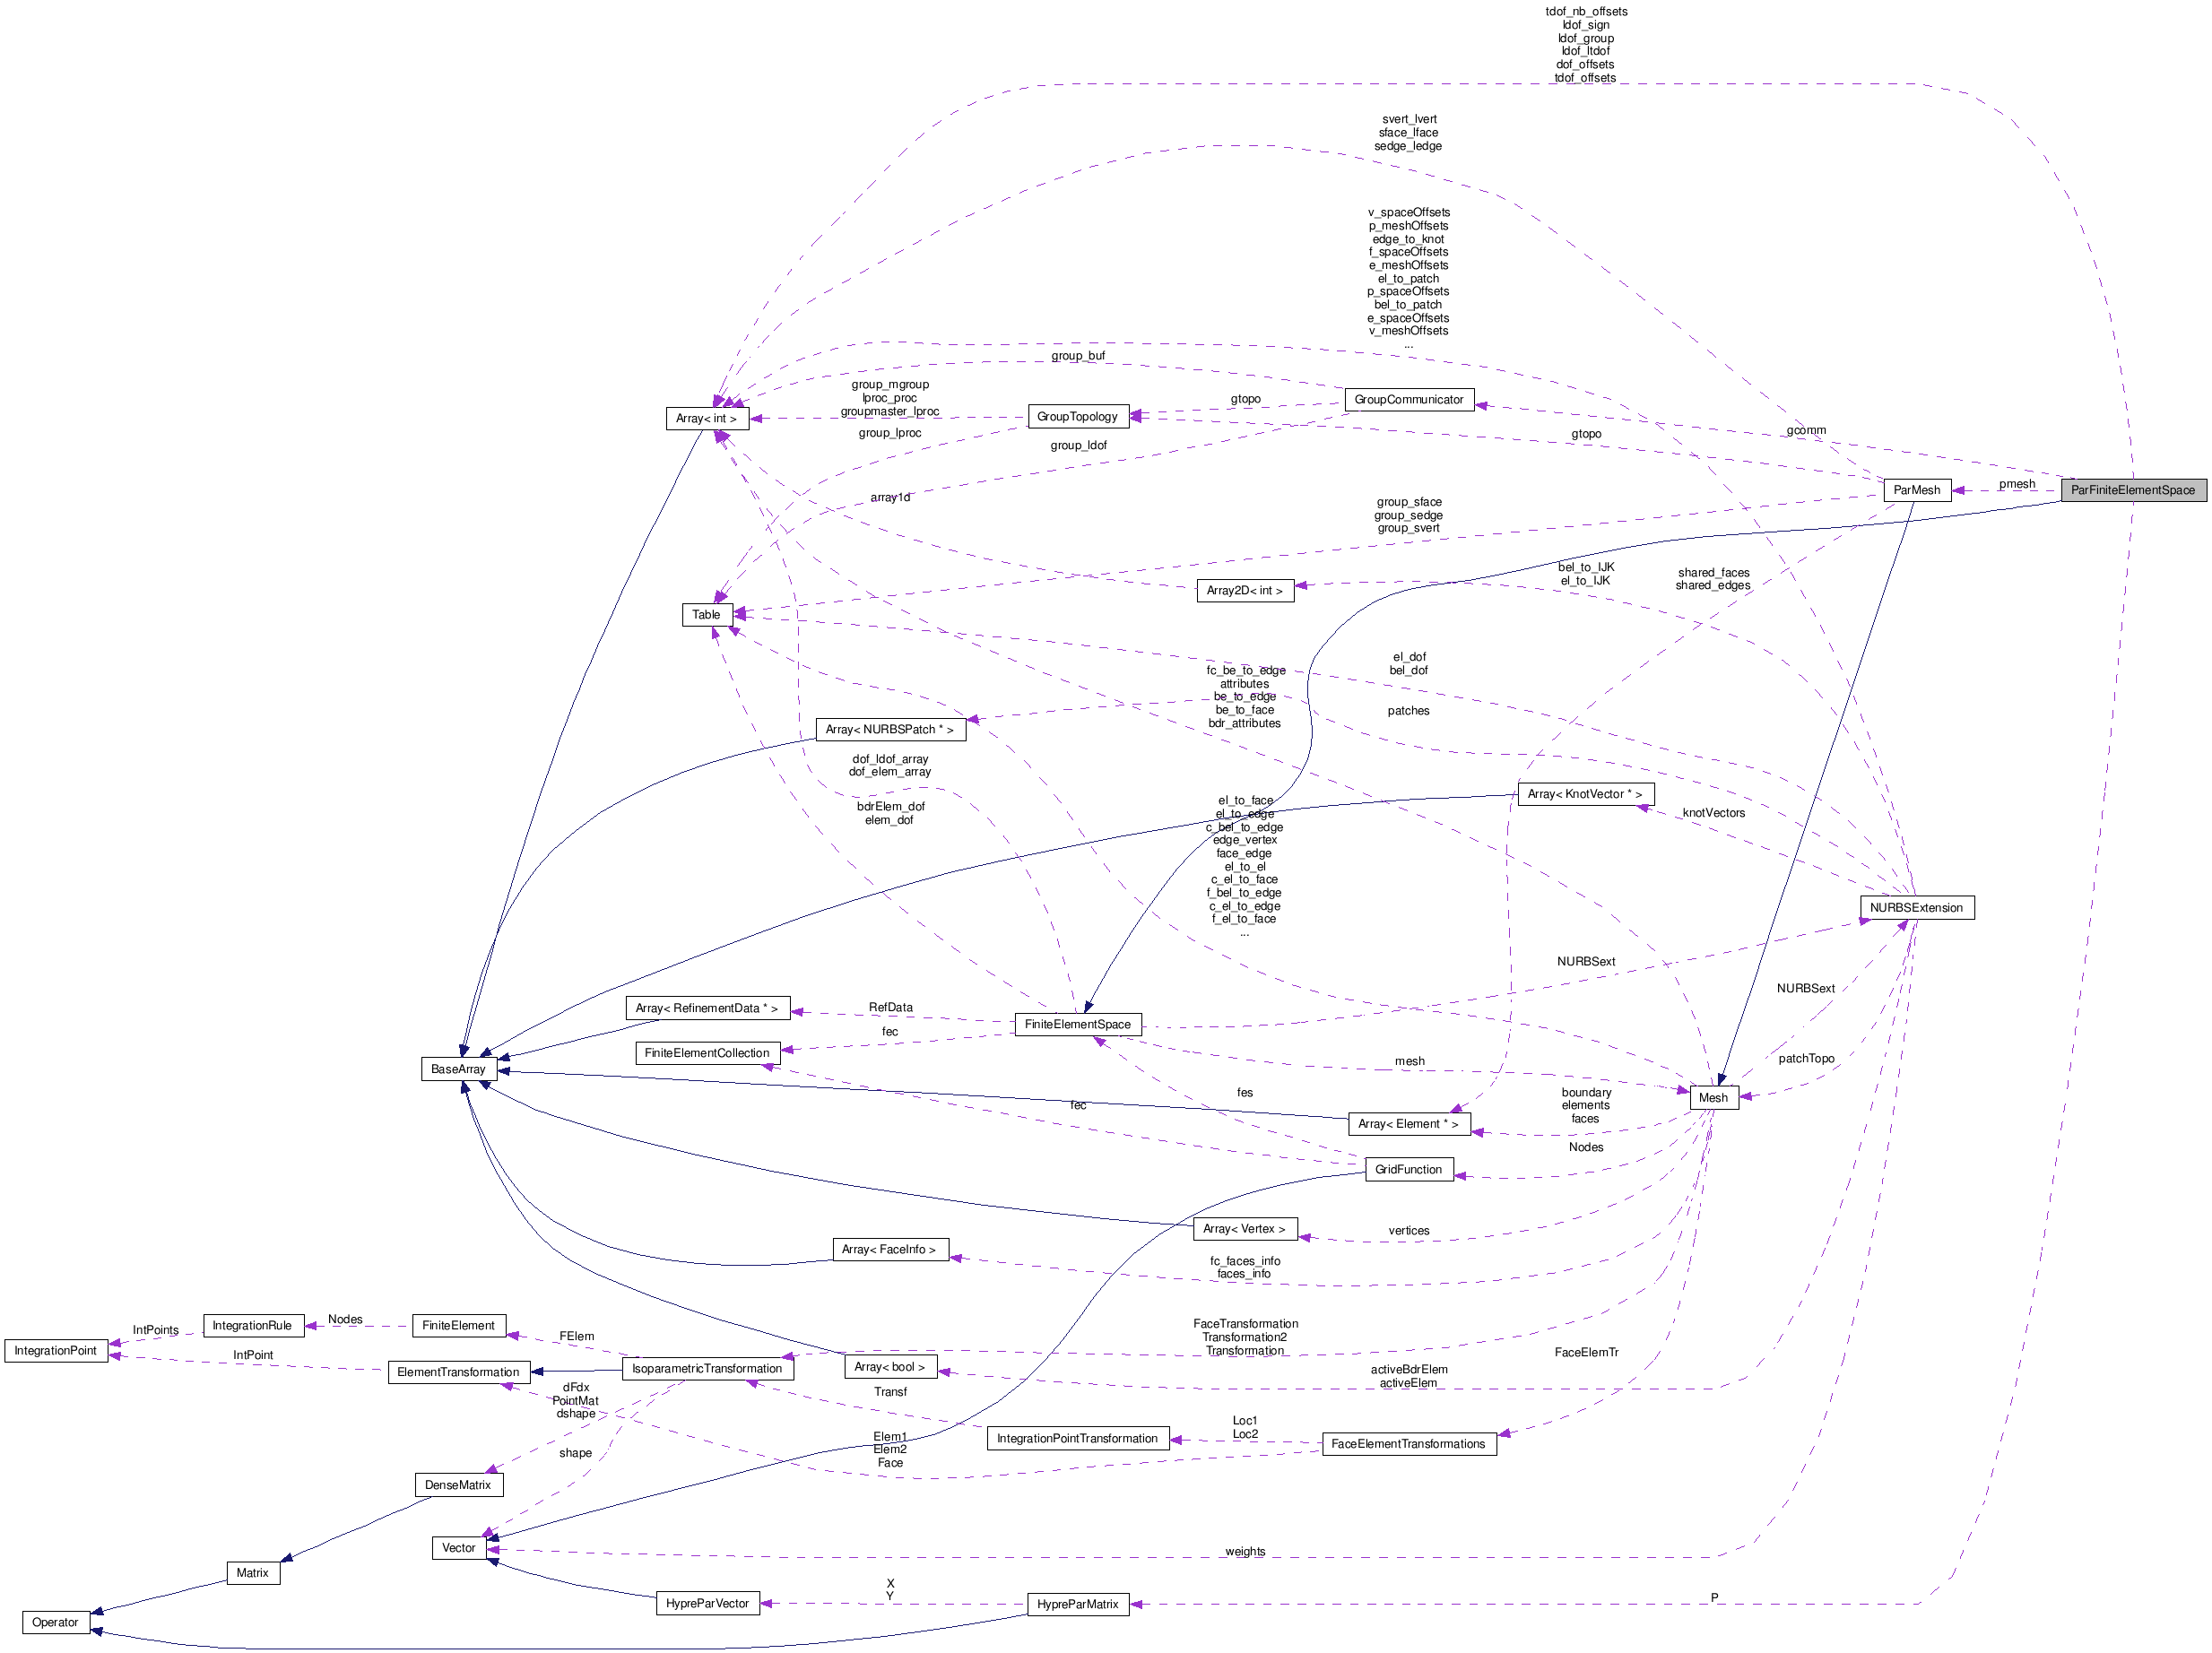 tdof_nb_offsets
ldof_sign
ldof_group
ldof_ltdof
dof_offsets
tdof_offsets
svert_lvert
sface_lface
sedge_ledge
v_spaceOffsets
p_meshOffsets
edge_to_knot
f_spaceOffsets
e_meshOffsets
el_to_patch
p_spaceOffsets
bel_to_patch
e_spaceOffsets
v_meshOffsets
...
group_buf
group_mgroup
lproc_proc
groupmaster_lproc
Array< int >
GroupTopology
gtopo
GroupCommunicator
group_lproc
group_ldof
gtopo
gcomm
array1d
group_sface
group_sedge
group_svert
ParMesh
pmesh
ParFiniteElementSpace
Array2D< int >
bel_to_IJK
el_to_IJK
shared_faces
shared_edges
Table
el_dof
bel_dof
fc_be_to_edge
attributes
be_to_edge
be_to_face
bdr_attributes
patches
Array< NURBSPatch * >
dof_ldof_array
dof_elem_array
bdrElem_dof
elem_dof
Array< KnotVector * >
knotVectors
el_to_face
el_to_edge
c_bel_to_edge
edge_vertex
face_edge
el_to_el
c_el_to_face
f_bel_to_edge
c_el_to_edge
f_el_to_face
...
NURBSExtension
NURBSext
NURBSext
Array< RefinementData * >
RefData
FiniteElementSpace
fec
FiniteElementCollection
BaseArray
mesh
patchTopo
fes
fec
boundary
elements
faces
Mesh
Array< Element * >
Nodes
GridFunction
Array< Vertex >
vertices
Array< FaceInfo >
fc_faces_info
faces_info
IntegrationPoint
IntPoints
IntegrationRule
Nodes
FiniteElement
FElem
FaceTransformation
Transformation2
Transformation
FaceElemTr
IntPoint
ElementTransformation
IsoparametricTransformation
Array< bool >
activeBdrElem
activeElem
dFdx
PointMat
dshape
Transf
shape
Elem1
Elem2
Face
IntegrationPointTransformation
Loc1
Loc2
FaceElementTransformations
DenseMatrix
Vector
weights
Matrix
HypreParVector
X
Y
HypreParMatrix
P
Operator